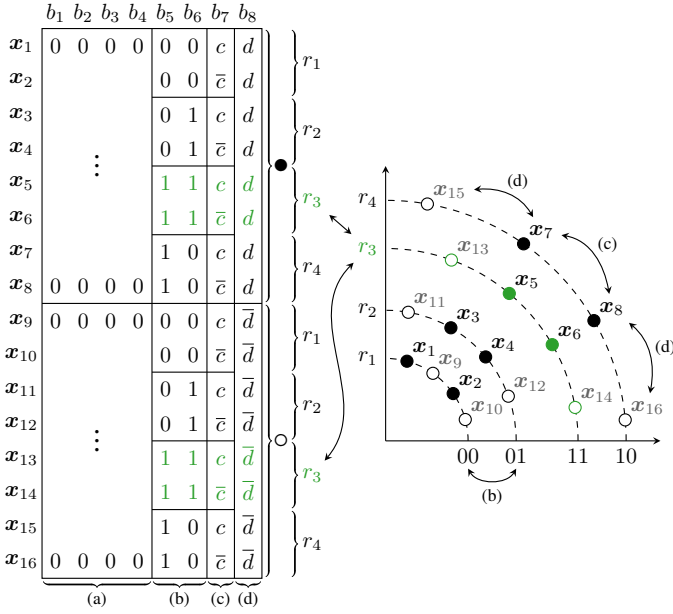 b₁ b₂ b₃ b₄ b₅ b₆ b₇ b₈
x₁ 0 0 0 0 0 0 c d
x₂ 0 0 c̅ d
r₁
x₃ 0 1 c d
x₄ 0 1 c̅ d
r₂
x₅ 1 1 c d
x₆ 1 1 c̅ d
r₃
x₇ 1 0 c d
x₈ 0 0 0 0 1 0 c̅ d
r₄
⋮
x₉ 0 0 0 0 0 0 c d̅
x₁₀ 0 0 c̅ d̅
r₁
x₁₁ 0 1 c d̅
x₁₂ 0 1 c̅ d̅
r₂
x₁₃ 1 1 c d̅
x₁₄ 1 1 c̅ d̅
r₃
x₁₅ 1 0 c d̅
x₁₆ 0 0 0 0 1 0 c̅ d̅
r₄
⋮
(a) (b) (c) (d)
r₄ x₁₅ (d)
x₇ (c)
r₃ x₁₃
x₅
x₈
r₂ x₁₁
x₃ x₆ (d)
r₁ x₁ x₄
x₉
x₂ x₁₂ x₁₄
x₁₀ x₁₆
00 01 11 10
(b)